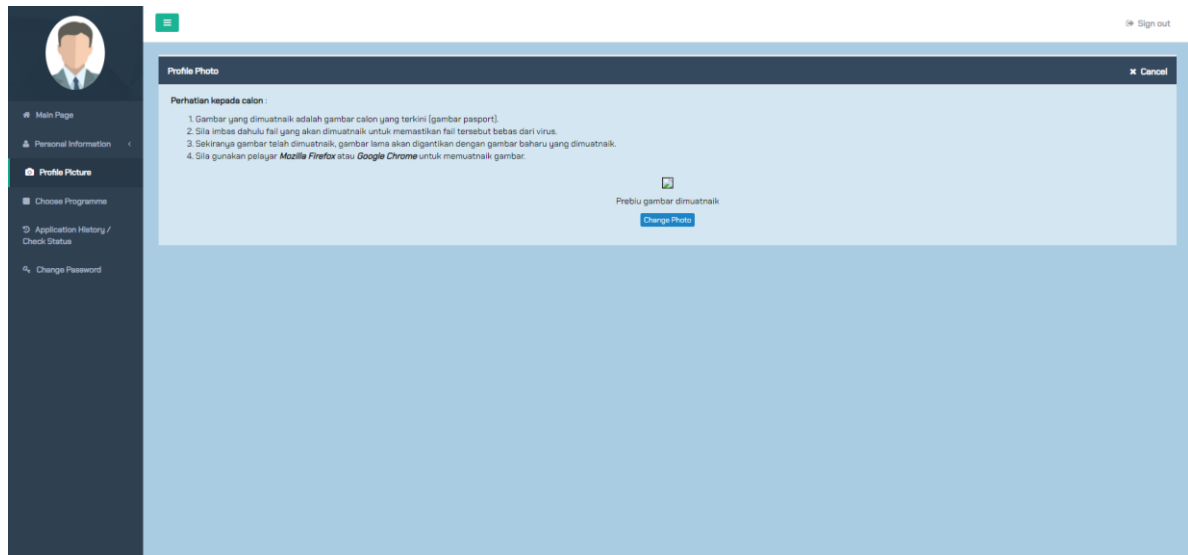 Sign out
Profile Photo
Cancel
Main Page
Personal Information
Profile Picture
Choose Programme
Application History /
Check Status
Change Password
Perhatian kepada calon :
1. Gambar yang dimuatnaik adalah gambar calon yang terkini (gambar pasport).
2. Sila imbas dahulu fail yang akan dimuatnaik untuk memastikan fail tersebut bebas dari virus.
3. Sekiranya gambar telah dimuatnaik, gambar lama akan digantikan dengan gambar baharu yang dimuatnaik.
4. Sila gunakan pelayar Mozilla Firefox atau Google Chrome untuk memuatnaik gambar.
Prebiu gambar dimuatnaik
Change Photo